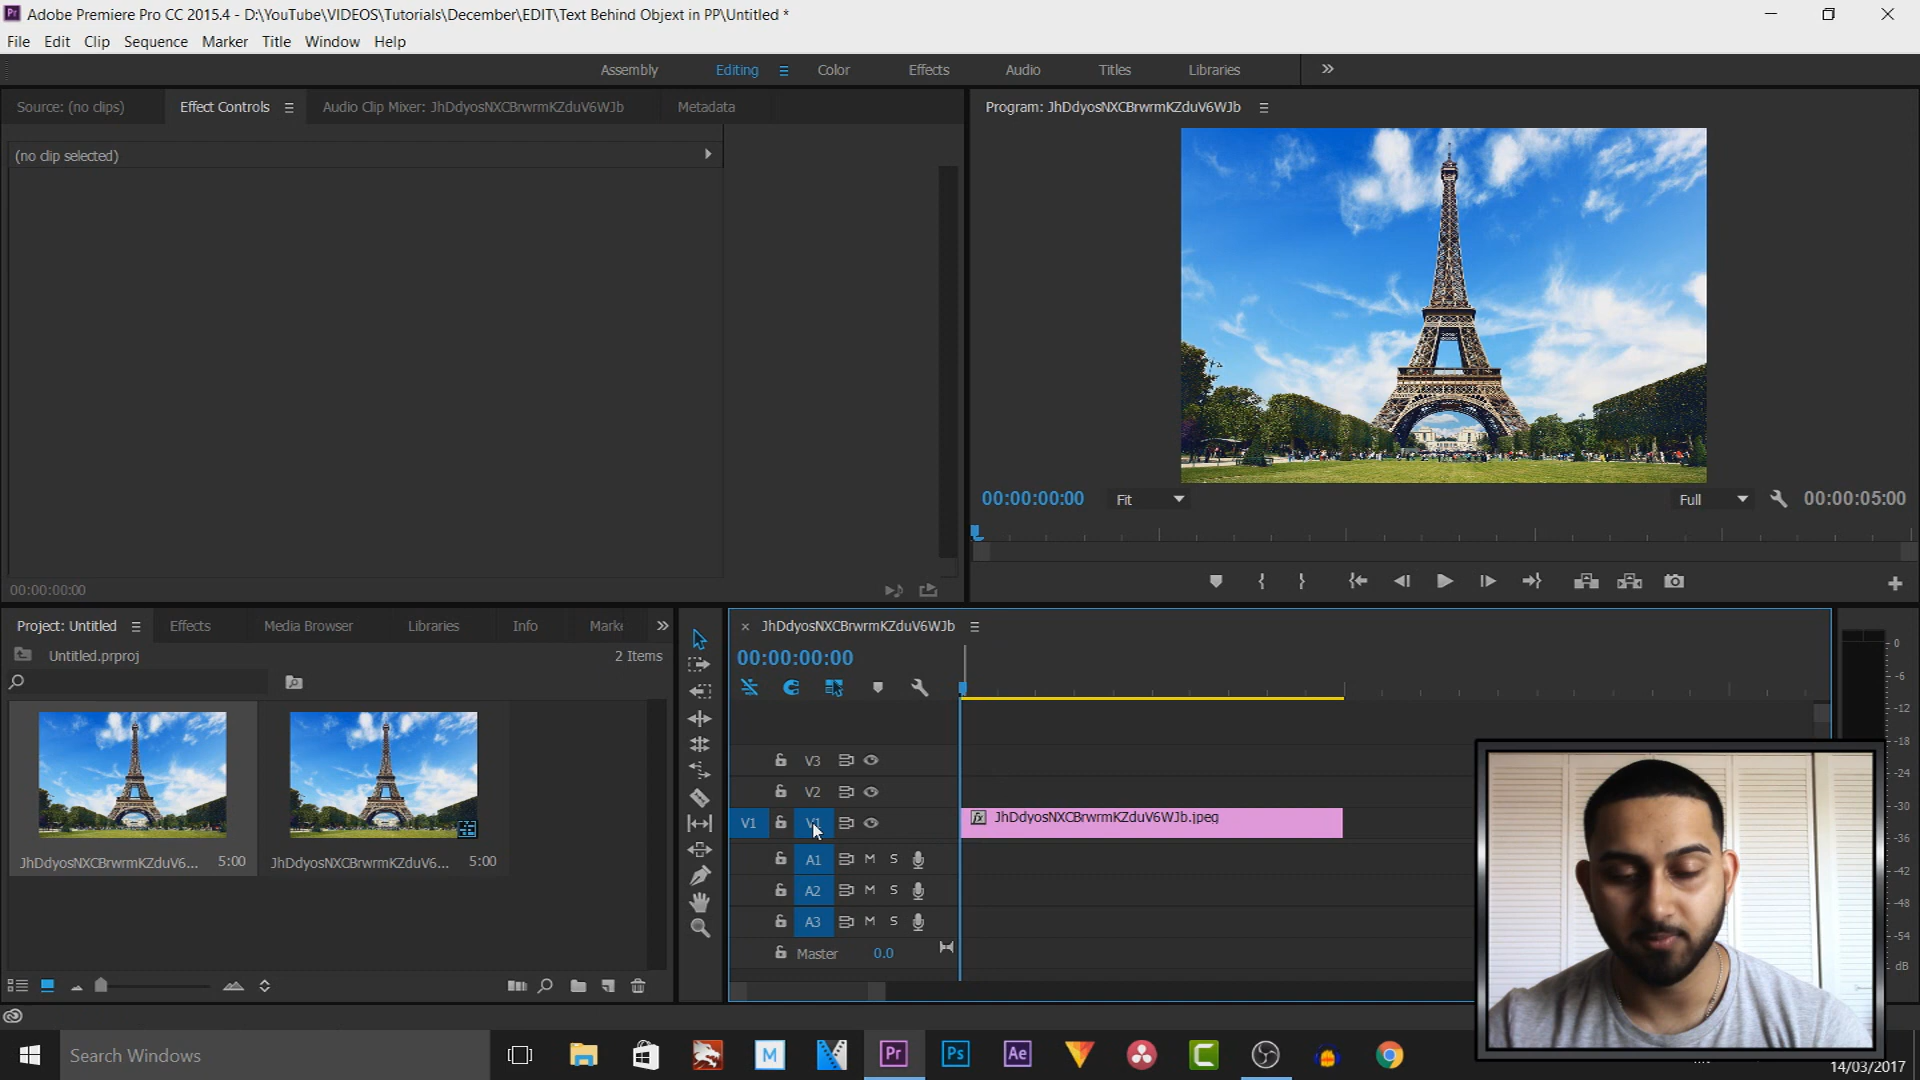 Adobe Premiere Pro CC 2015.4 - D:\YouTube\VIDEOS\Tutorials\December\EDIT\Text Behind Objext in PP\Untitled *
File Edit Clip Sequence Marker Title Window Help
Assembly Editing Color Effects Audio Titles Libraries
Source: (no clips) Effect Controls Audio Clip Mixer: JhDdyosNXCBrwrmKZduV6WJb Metadata
Program: JhDdyosNXCBrwrmKZduV6WJb
(no clip selected)
00:00:00:00 Fit Full 00:00:05:00
00:00:00:00
Project: Untitled Effects Media Browser Libraries Info Marke
JhDdyosNXCBrwrmKZduV6WJb
Untitled.prproj 2 Items
00:00:00:00
V3
V2
V1 V1 JhDdyosNXCBrwrmKZduV6WJb.jpeg
JhDdyosNXCBrwrmKZduV6... 5:00 JhDdyosNXCBrwrmKZduV6... 5:00
A1 M S
A2 M S
A3 M S
Master 0.0
0
-6
-12
-18
-24
-30
-36
-42
-48
-54
dB
Search Windows
M
Pr
Ps
Ae
14/03/2017